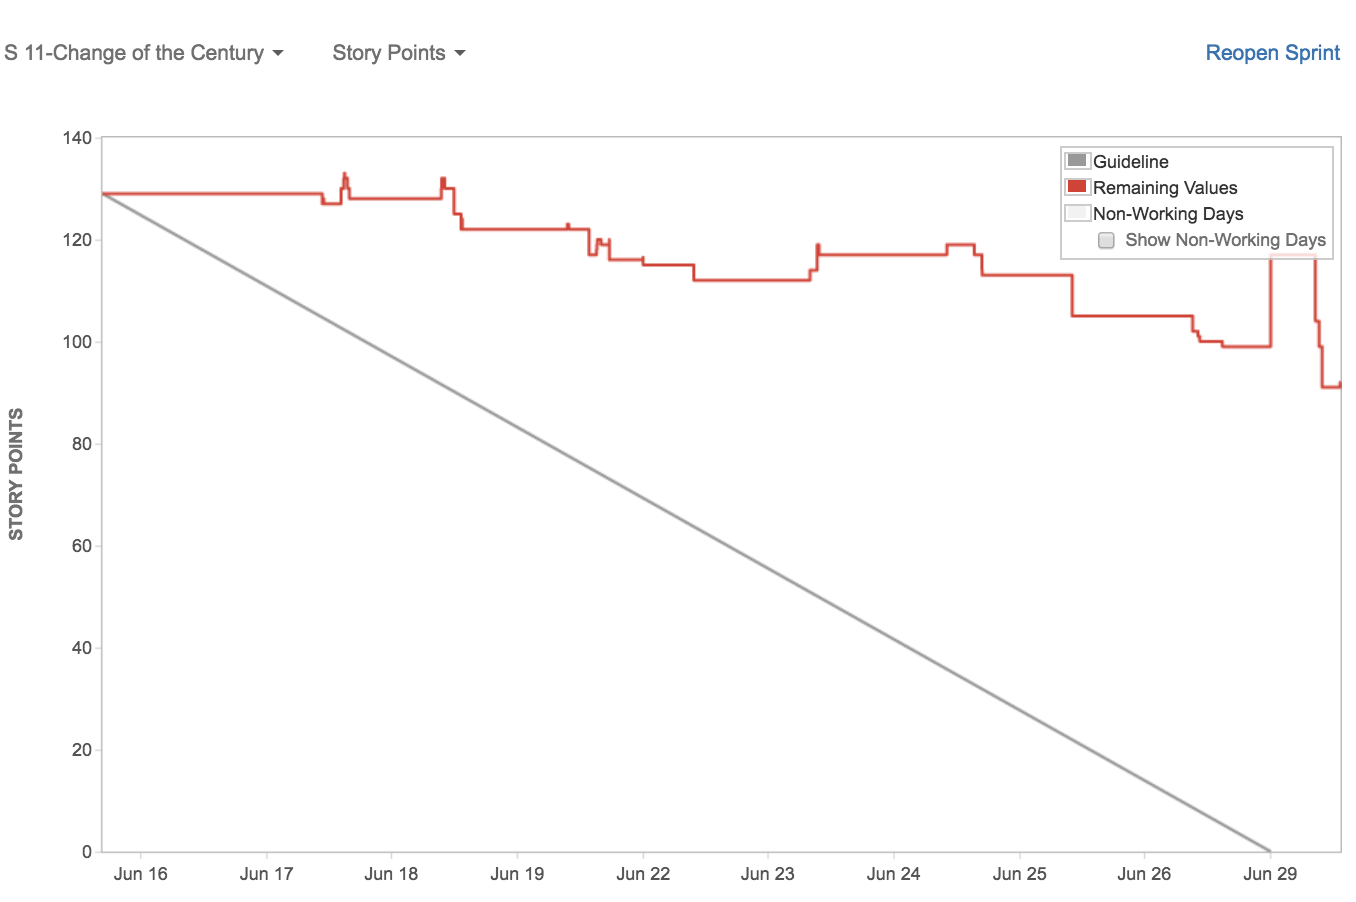 S 11-Change of the Century Story Points Reopen Sprint
140
Guideline
Remaining Values
Non-Working Days
Show Non-Working Days
120
100
80
60
40
20
0
STORY POINTS
Jun 16 Jun 17 Jun 18 Jun 19 Jun 22 Jun 23 Jun 24 Jun 25 Jun 26 Jun 29